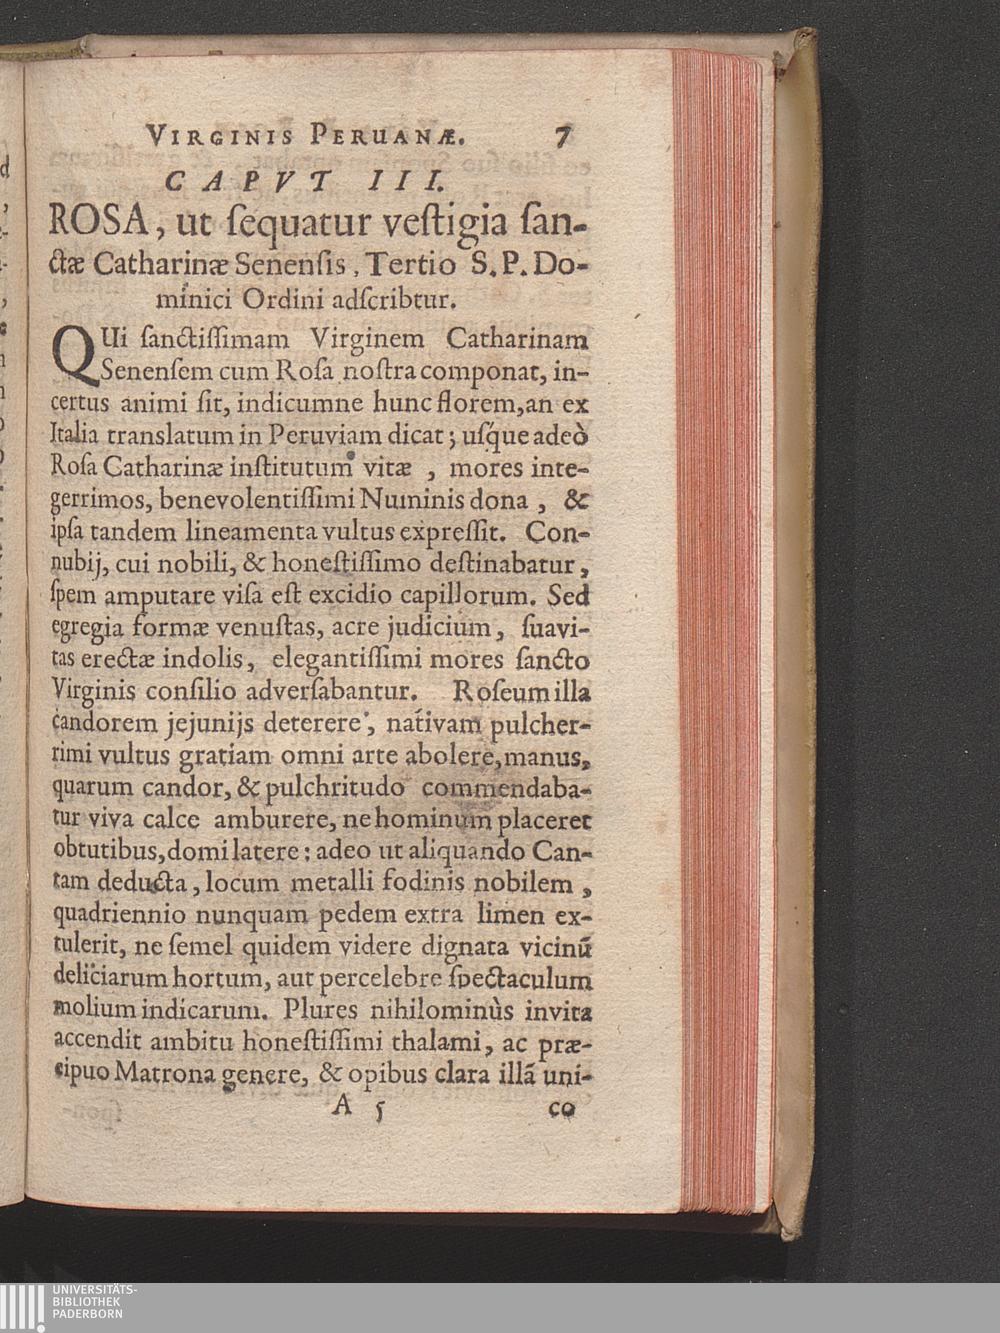 VIRGINIS PERUANÆ. 7
CAPVT III.
ROSA, ut ſequatur veſtigia ſan-
ctæ Catharinæ Senenſis, Tertio S. P. Do-
minici Ordini adſcribtur.
QUi ſanctiſſimam Virginem Catharinam
Senenſem cum Roſa noſtra componat, in-
certus animi ſit, indicumne hunc florem, an ex
Italia translatum in Peruviam dicat; uſque adeò
Roſa Catharinæ inſtitutum vitæ , mores inte-
gerrimos, benevolentiſſimi Numinis dona , &
ipſa tandem lineamenta vultus expreſſit. Con-
nubij, cui nobili, & honeſtiſſimo deſtinabatur,
ſpem amputare viſa eſt excidio capillorum. Sed
egregia formæ venuſtas, acre judicium, ſuavi-
tas erectæ indolis, elegantiſſimi mores ſancto
Virginis conſilio adverſabantur. Roſeum illa
candorem jejunijs deterere, nativam pulcher-
rimi vultus gratiam omni arte abolere, manus,
quarum candor, & pulchritudo commendaba-
tur viva calce amburere, ne hominum placeret
obtutibus, domi latere: adeo ut aliquando Can-
tam deducta, locum metalli fodinis nobilem ,
quadriennio nunquam pedem extra limen ex-
tulerit, ne ſemel quidem videre dignata vicinũ
deliciarum hortum, aut percelebre ſpectaculum
molium indicarum. Plures nihilominùs invita
accendit ambitu honeſtiſſimi thalami, ac præ-
cipuo Matrona genere, & opibus clara illã uni-
A 5 co
UNIVERSITÄTS-
BIBLIOTHEK
PADERBORN